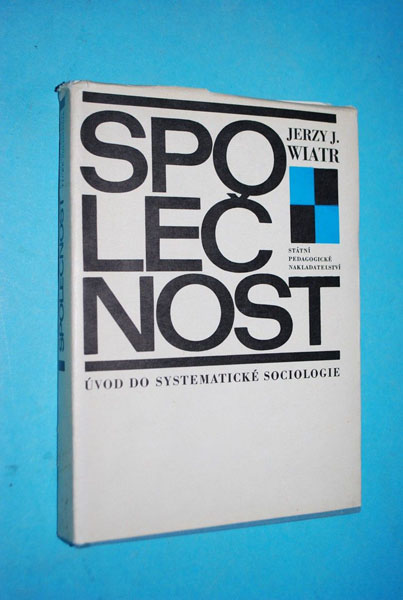 SPO
LEČ
NOST
JERZY J.
WIATR
STÁTNÍ
PEDAGOGICKÉ
NAKLADATELSTVÍ
ÚVOD DO SYSTEMATICKÉ SOCIOLOGIE
SPOLEČNOST